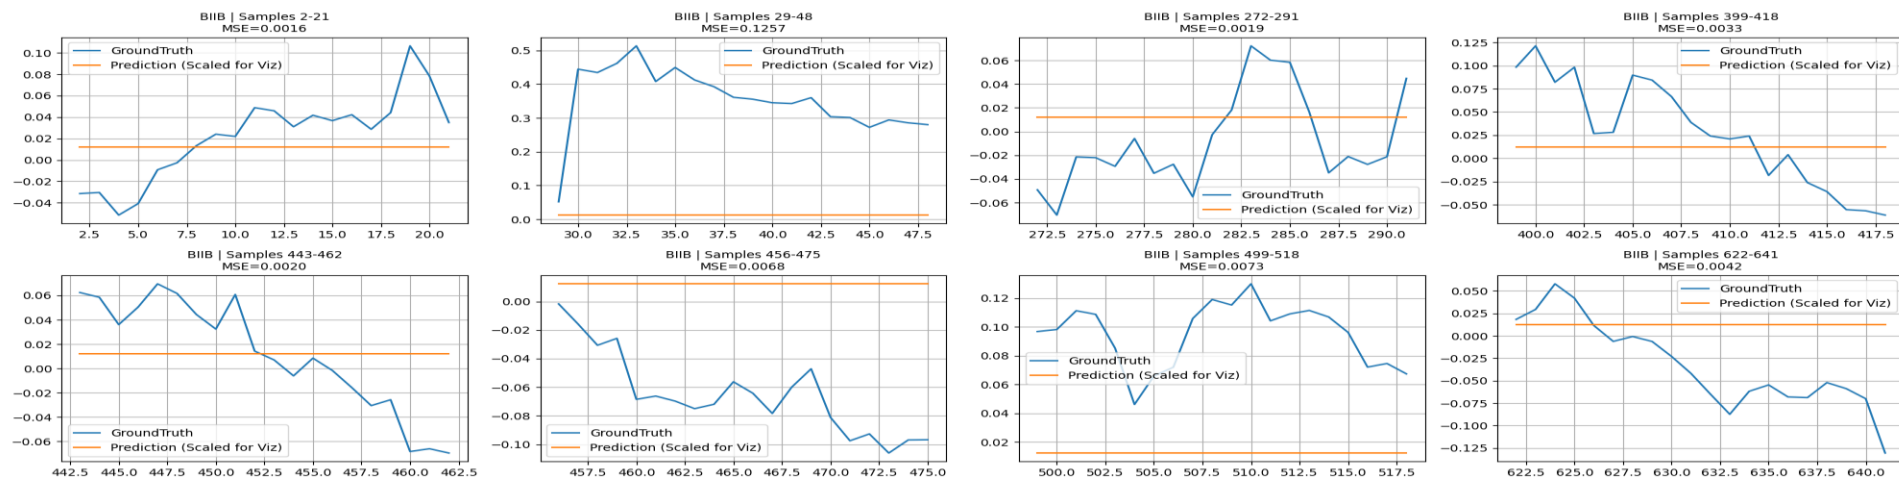 BIIB | Samples 2-21
MSE=0.0016
GroundTruth
Prediction (Scaled for Viz)
0.10
0.08
0.06
0.04
0.02
0.00
−0.02
−0.04
2.5 5.0 7.5 10.0 12.5 15.0 17.5 20.0
BIIB | Samples 29-48
MSE=0.1257
GroundTruth
Prediction (Scaled for Viz)
0.5
0.4
0.3
0.2
0.1
0.0
30.0 32.5 35.0 37.5 40.0 42.5 45.0 47.5
BIIB | Samples 272-291
MSE=0.0019
0.06
0.04
0.02
0.00
−0.02
−0.04
−0.06
GroundTruth
Prediction (Scaled for Viz)
272.5 275.0 277.5 280.0 282.5 285.0 287.5 290.0
BIIB | Samples 399-418
MSE=0.0033
GroundTruth
Prediction (Scaled for Viz)
0.125
0.100
0.075
0.050
0.025
0.000
−0.025
−0.050
400.0 402.5 405.0 407.5 410.0 412.5 415.0 417.5
BIIB | Samples 443-462
MSE=0.0020
0.06
0.04
0.02
0.00
−0.02
−0.04
−0.06
GroundTruth
Prediction (Scaled for Viz)
442.5 445.0 447.5 450.0 452.5 455.0 457.5 460.0 462.5
BIIB | Samples 456-475
MSE=0.0068
0.00
−0.02
−0.04
−0.06
−0.08
−0.10
GroundTruth
Prediction (Scaled for Viz)
457.5 460.0 462.5 465.0 467.5 470.0 472.5 475.0
BIIB | Samples 499-518
MSE=0.0073
0.12
0.10
0.08
0.06
0.04
0.02
GroundTruth
Prediction (Scaled for Viz)
500.0 502.5 505.0 507.5 510.0 512.5 515.0 517.5
BIIB | Samples 622-641
MSE=0.0042
GroundTruth
Prediction (Scaled for Viz)
0.050
0.025
0.000
−0.025
−0.050
−0.075
−0.100
−0.125
622.5 625.0 627.5 630.0 632.5 635.0 637.5 640.0